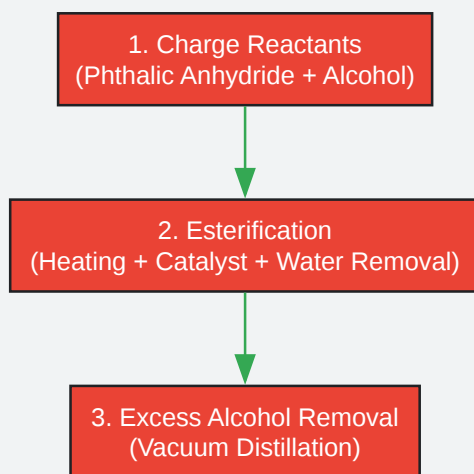 1. Charge Reactants
(Phthalic Anhydride + Alcohol)
2. Esterification
(Heating + Catalyst + Water Removal)
3. Excess Alcohol Removal
(Vacuum Distillation)